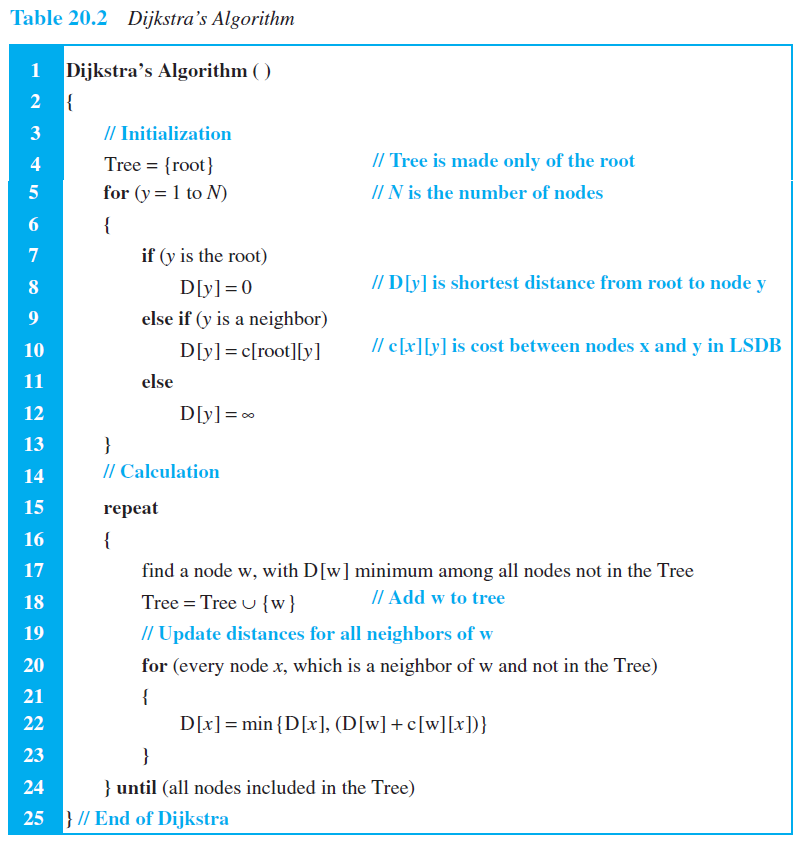 Table 20.2 Dijkstra's Algorithm
1 Dijkstra's Algorithm ( )
2 {
3 // Initialization
4 Tree = {root} // Tree is made only of the root
5 for (y = 1 to N) // N is the number of nodes
6 {
7 if (y is the root)
8 D[y] = 0 // D[y] is shortest distance from root to node y
9 else if (y is a neighbor)
10 D[y] = c[root][y] // c[x][y] is cost between nodes x and y in LSDB
11 else
12 D[y] = ∞
13 }
14 // Calculation
15 repeat
16 {
17 find a node w, with D[w] minimum among all nodes not in the Tree
18 Tree = Tree ∪ {w} // Add w to tree
19 // Update distances for all neighbors of w
20 for (every node x, which is a neighbor of w and not in the Tree)
21 {
22 D[x] = min{D[x], (D[w] + c[w][x])}
23 }
24 } until (all nodes included in the Tree)
25 } // End of Dijkstra